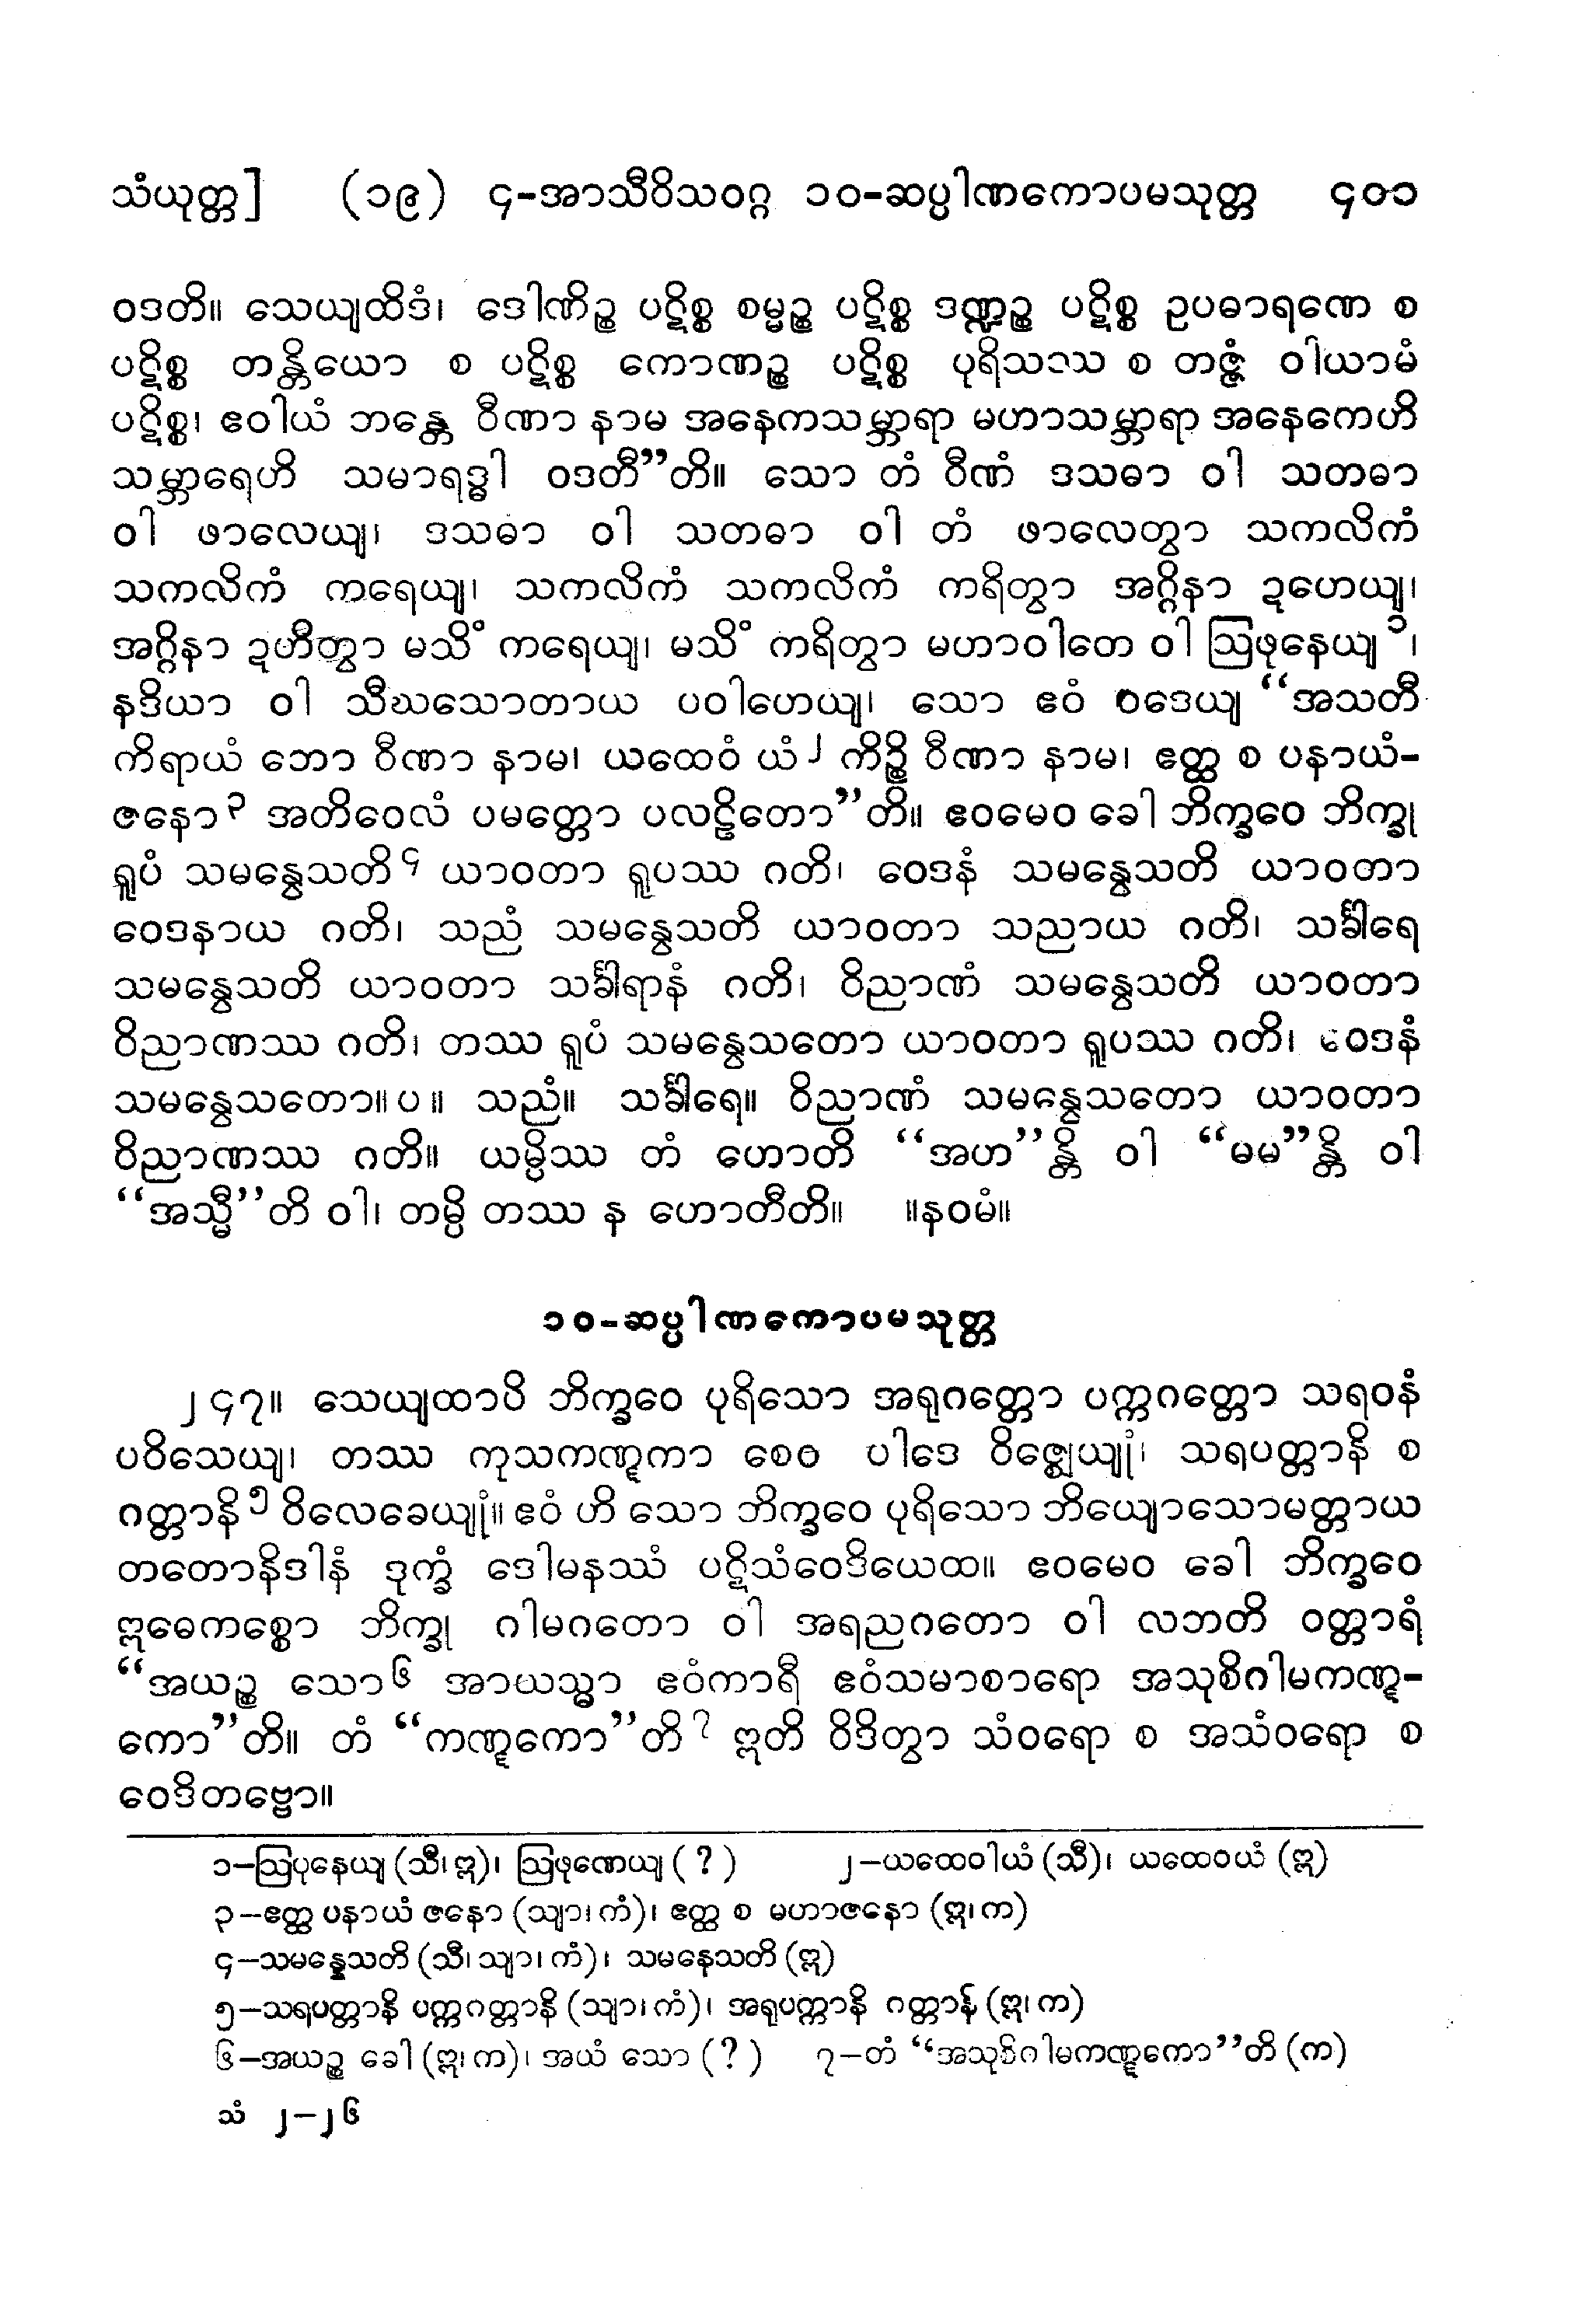 သံယုတ္တ] (၁၉) ၄-အာသီဝိသဝဂ္ဂ ၁၀-ဆပ္ပါဏကောပမသုတ္တ ၄၀၁
ဝဒတိ။ သေယျထိဒံ၊ ဒေါဏိဉ္စ ပဋိစ္စ စမ္မဉ္စ ပဋိစ္စ ဒဏ္ဍဉ္စ ပဋိစ္စ ဥပဓာရဏေ စ
ပဋိစ္စ တန္တိယော စ ပဋိစ္စ ကောဏဉ္စ ပဋိစ္စ ပုရိသဿ စ တဇ္ဇံ ဝါယာမံ
ပဋိစ္စ၊ ဧဝါယံ ဘန္တေ ဝီဏာ နာမ အနေကသမ္ဘာရာ မဟာသမ္ဘာရာ အနေကေဟိ
သမ္ဘာရေဟိ သမာရဒ္ဓါ ဝဒတီ”တိ။ သော တံ ဝီဏံ ဒသဓာ ဝါ သတဓာ
ဝါ ဖာလေယျ၊ ဒသဓာ ဝါ သတဓာ ဝါ တံ ဖာလေတွာ သကလိကံ
သကလိကံ ကရေယျ၊ သကလိကံ သကလိကံ ကရိတွာ အဂ္ဂိနာ ဍဟေယျ၊
အဂ္ဂိနာ ဍဟိတွာ မသိံ ကရေယျ၊ မသိံ ကရိတွာ မဟာဝါတေ ဝါ ဩဖုနေယျ ၁၊
နဒိယာ ဝါ သီဃသောတာယ ပဝါဟေယျ၊ သော ဧဝံ ဝဒေယျ “အသတီ
ကိရာယံ ဘော ဝီဏာ နာမ၊ ယထေဝံ ယံ၂ ကိဉ္စိ ဝီဏာ နာမ၊ ဧတ္ထ စ ပနာယံ-
ဇနော၃ အတိဝေလံ ပမတ္တော ပလဠိတော”တိ။ ဧဝမေဝ ခေါ ဘိက္ခဝေ ဘိက္ခု
ရူပံ သမန္ွေသတိ၄ ယာဝတာ ရူပဿ ဂတိ၊ ဝေဒနံ သမန္ွေသတိ ယာဝတာ
ဝေဒနာယ ဂတိ၊ သညံ သမန္ွေသတိ ယာဝတာ သညာယ ဂတိ၊ သင်္ခါရေ
သမန္ွေသတိ ယာဝတာ သင်္ခါရာနံ ဂတိ၊ ဝိညာဏံ သမန္ွေသတိ ယာဝတာ
ဝိညာဏဿ ဂတိ၊ တဿ ရူပံ သမန္ွေသတော ယာဝတာ ရူပဿ ဂတိ၊ ဝေဒနံ
သမန္ွေသတော။ပ။ သညံ။ သင်္ခါရေ။ ဝိညာဏံ သမန္ွေသတော ယာဝတာ
ဝိညာဏဿ ဂတိ။ ယမ္ပိဿ တံ ဟောတိ “အဟ”န္တိ ဝါ “မမ”န္တိ ဝါ
“အသ္မီ”တိ ဝါ၊ တမ္ပိ တဿ န ဟောတီတိ။ ။နဝမံ။
၁၀-ဆပ္ပါဏကောပမသုတ္တ
၂၄၇။ သေယျထာပိ ဘိက္ခဝေ ပုရိသော အရုဂတ္တော ပက္ကဂတ္တော သရဝနံ
ပဝိသေယျ၊ တဿ ကုသကဏ္ဋကာ စေဝ ပါဒေ ဝိဇ္ဈေယျုံ၊ သရပတ္တာနိ စ
ဂတ္တာနိ၅ ဝိလေခေယျုံ။ ဧဝံ ဟိ သော ဘိက္ခဝေ ပုရိသော ဘိယျောသောမတ္တာယ
တတောနိဒါနံ ဒုက္ခံ ဒေါမနဿံ ပဋိသံဝေဒိယေထ။ ဧဝမေဝ ခေါ ဘိက္ခဝေ
ဣဓေကစ္စော ဘိက္ခု ဂါမဂတော ဝါ အရညဂတော ဝါ လဘတိ ဝတ္တာရံ
“အယဉ္စ သော၆ အာယသ္မာ ဧဝံကာရီ ဧဝံသမာစာရော အသုစိဂါမကဏ္ဋ-
ကော”တိ။ တံ “ကဏ္ဋကော”တိ၇ ဣတိ ဝိဒိတွာ သံဝရော စ အသံဝရော စ
ဝေဒိတဗ္ဗော။
၁–ဩပုနေယျ (သီ၊ဣ)၊ ဩဖုဏေယျ (?) ၂–ယထေဝါယံ (သီ)၊ ယထေဝယံ (ဣ)
၃–ဧတ္ထ ပနာယံ ဇနော (သျာ၊ကံ)၊ ဧတ္ထ စ မဟာဇနော (ဣ၊က)
၄–သမန္နေသတိ (သီ၊သျာ၊ကံ)၊ သမနေသတိ (ဣ)
၅–သရပတ္တာနိ ပက္ကဂတ္တာနိ (သျာ၊ကံ)၊ အရုပက္ကာနိ ဂတ္တာနိ (ဣ၊က)
၆–အယဉ္စ ခေါ (ဣ၊က)၊ အယံ သော (?) ၇–တံ “အသုစိဂါမကဏ္ဋကော”တိ (က)
သံ ၂–၂၆